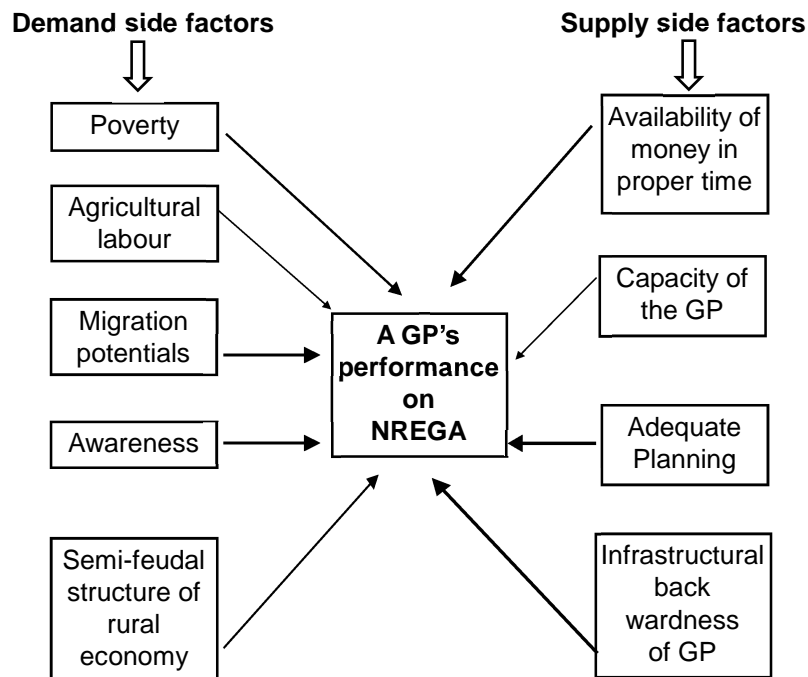 Demand side factors
Supply side factors
Poverty
Agricultural
labour
Migration
potentials
Awareness
Semi-feudal
structure of
rural
economy
A GP's
performance
on
NREGA
Availability of
money in
proper time
Capacity of
the GP
Adequate
Planning
Infrastructural
back
wardness
of GP